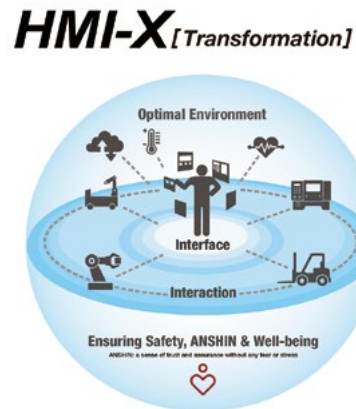 HMI-X [Transformation]
Optimal Environment
Interface
Interaction
Ensuring Safety, ANSHIN & Well-being
ANSHIN: a sense of trust and assurance without any fear or stress